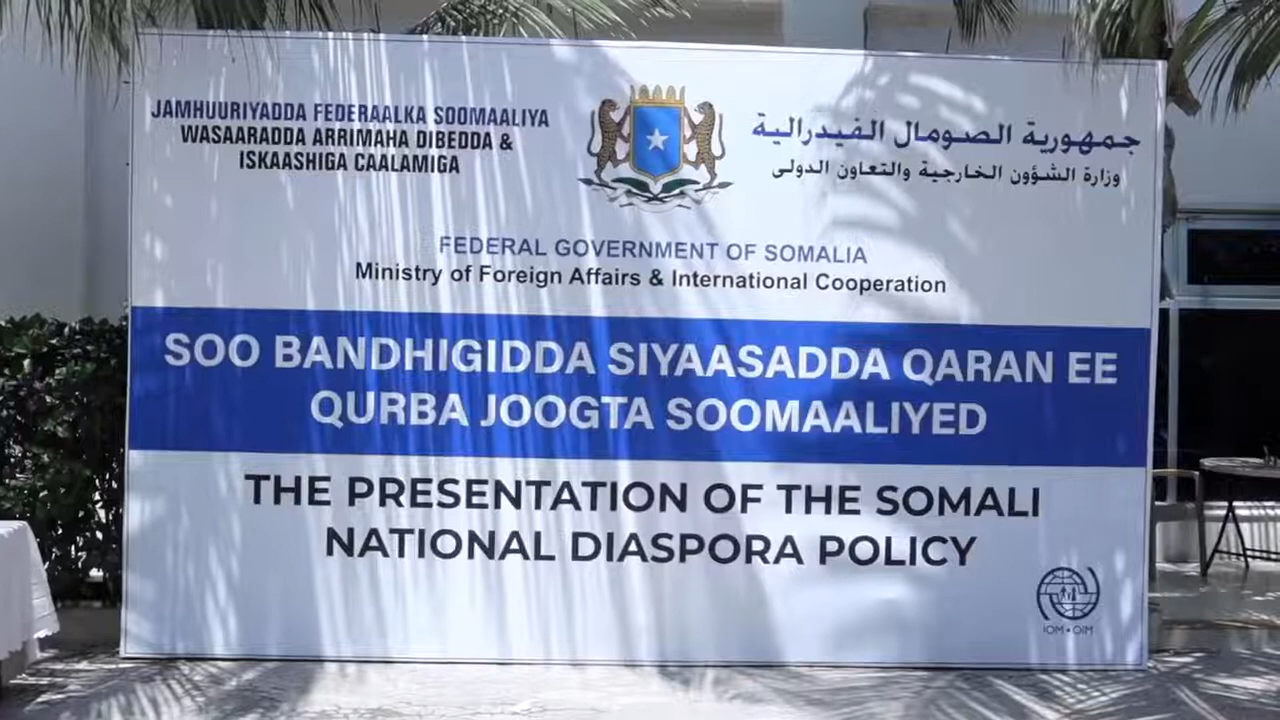 JAMHUURIYADDA FEDERAALKA SOOMAALIYA
WASAARADDA ARRIMAHA DIBEDDA &
ISKAASHIGA CAALAMIGA
جمهورية الصومال الفيدرالية
وزارة الشؤون الخارجية والتعاون الدولى
FEDERAL GOVERNMENT OF SOMALIA
Ministry of Foreign Affairs & International Cooperation
SOO BANDHIGIDDA SIYAASADDA QARAN EE
QURBA JOOGTA SOOMAALIYED
THE PRESENTATION OF THE SOMALI
NATIONAL DIASPORA POLICY
IOM • OIM